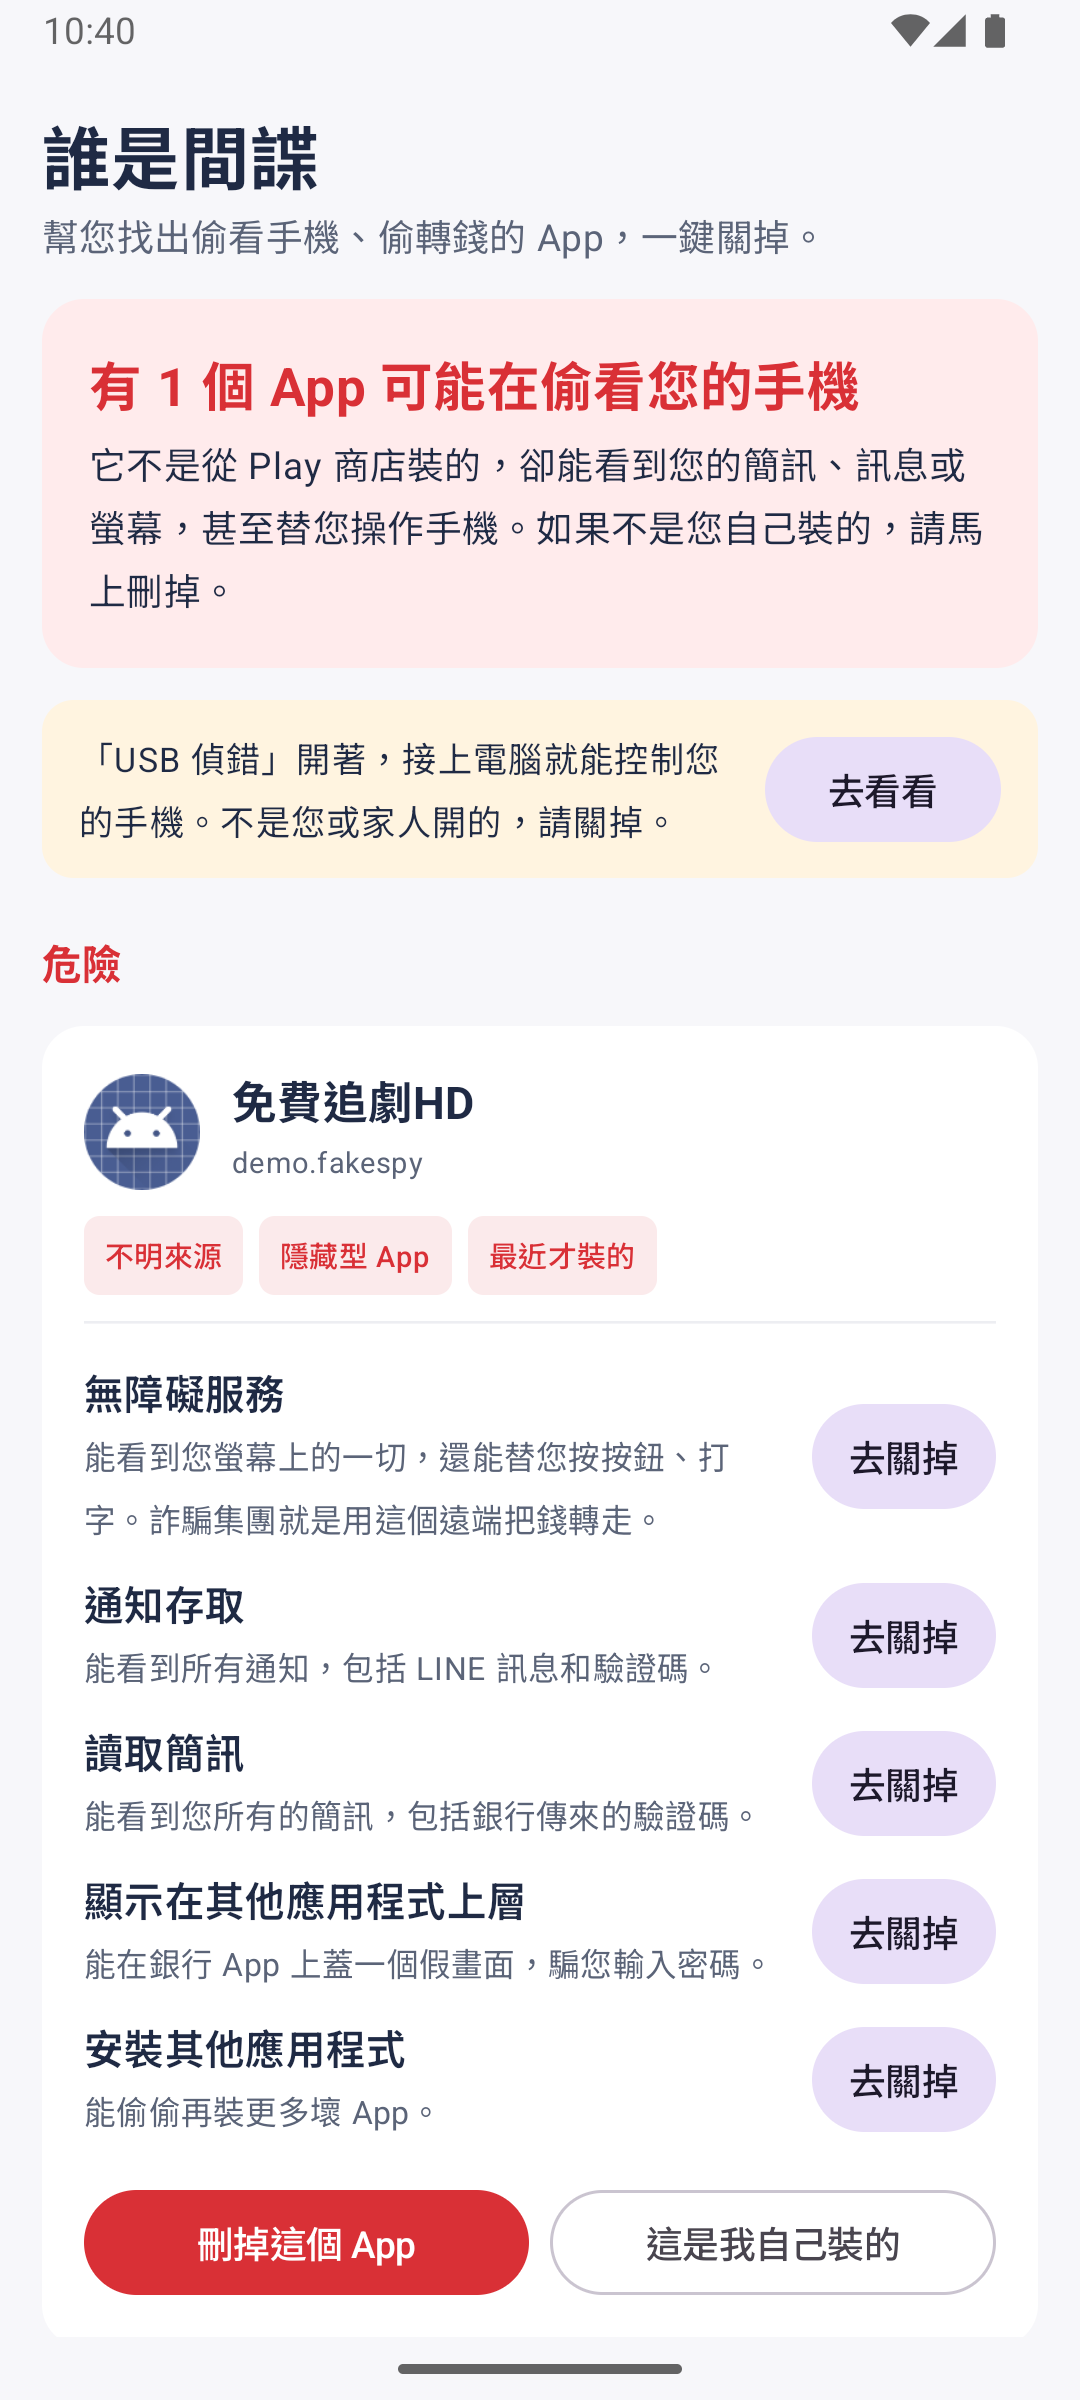 10:40
誰是間諜
幫您找出偷看手機、偷轉錢的 App，一鍵關掉。
有 1 個 App 可能在偷看您的手機
它不是從 Play 商店裝的，卻能看到您的簡訊、訊息或
螢幕，甚至替您操作手機。如果不是您自己裝的，請馬
上刪掉。
「USB 偵錯」開著，接上電腦就能控制您
的手機。不是您或家人開的，請關掉。
去看看
危險
免費追劇HD
demo.fakespy
不明來源
隱藏型 App
最近才裝的
無障礙服務
能看到您螢幕上的一切，還能替您按按鈕、打
字。詐騙集團就是用這個遠端把錢轉走。
去關掉
通知存取
能看到所有通知，包括 LINE 訊息和驗證碼。
去關掉
讀取簡訊
能看到您所有的簡訊，包括銀行傳來的驗證碼。
去關掉
顯示在其他應用程式上層
能在銀行 App 上蓋一個假畫面，騙您輸入密碼。
去關掉
安裝其他應用程式
能偷偷再裝更多壞 App。
去關掉
刪掉這個 App
這是我自己裝的